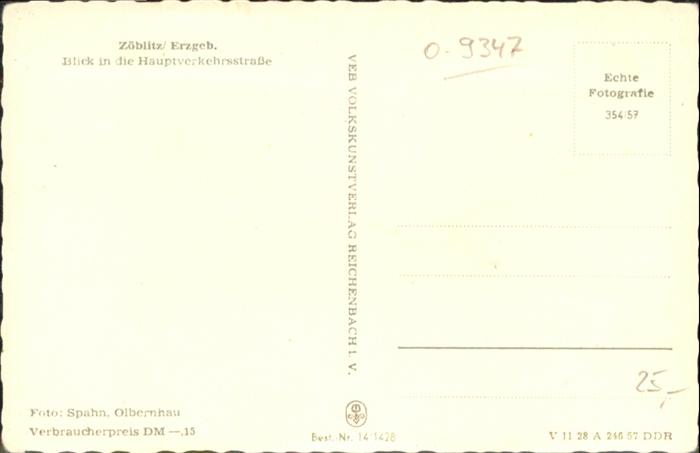 Zöblitz/ Erzgeb.
Blick in die Hauptverkehrsstraße
VEB VOLKSKUNSTVERLAG REICHENBACH i. V.
0-9347
Echte
Fotografie
354/57
25,-
Foto: Spahn, Olbernhau
Verbraucherpreis DM —,15
Best.-Nr. 14/1428
V 11 28 A 246/57 DDR